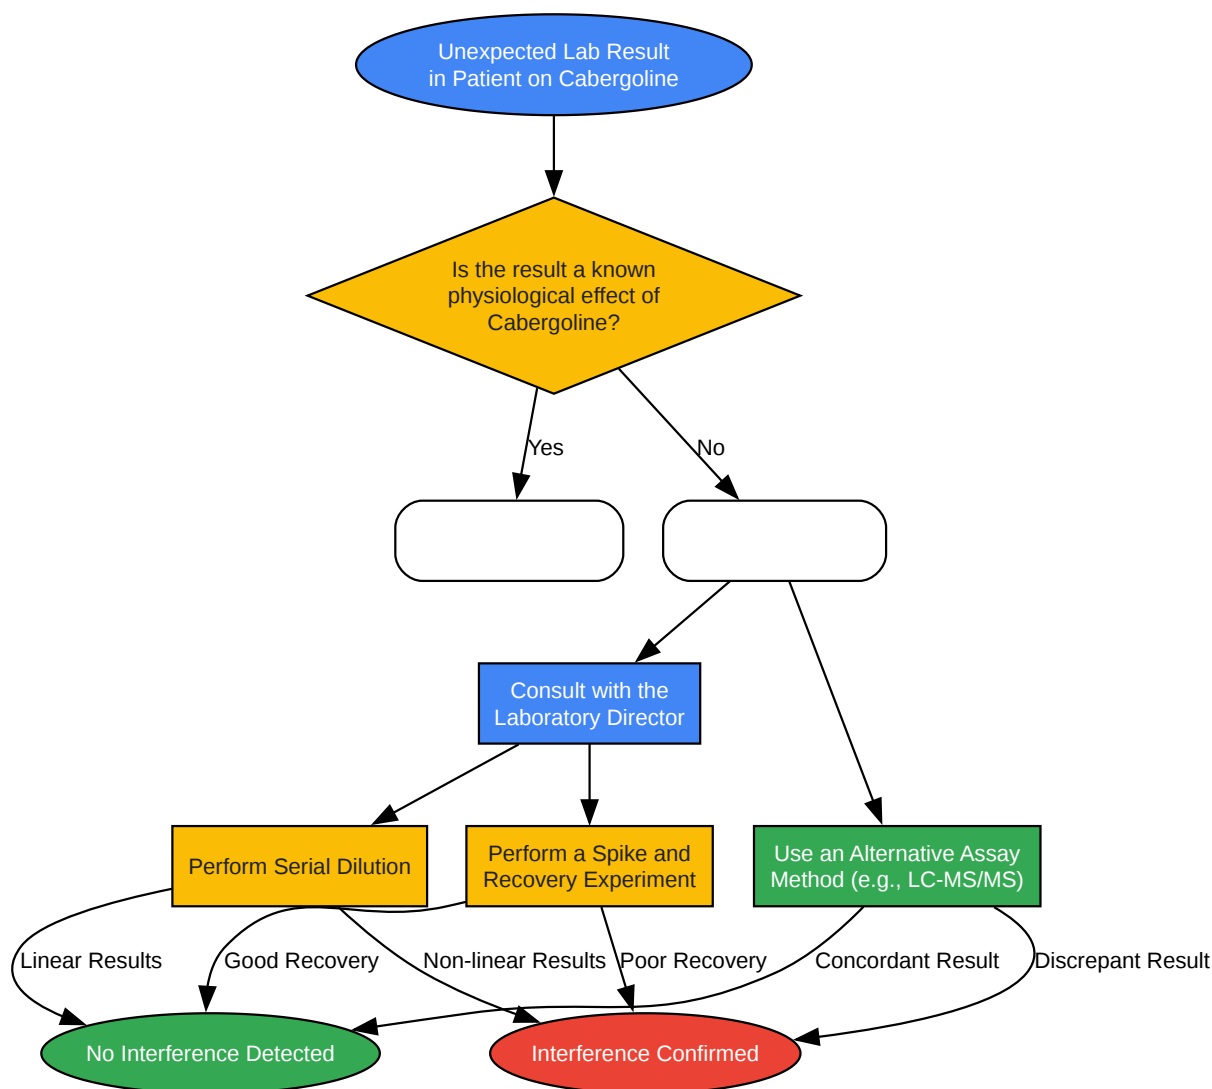 Unexpected Lab Result
in Patient on Cabergoline
Is the result a known
physiological effect of
Cabergoline?
Yes
No
Consult with the
Laboratory Director
Perform Serial Dilution
Perform a Spike and
Recovery Experiment
Use an Alternative Assay
Method (e.g., LC-MS/MS)
Linear Results
Good Recovery
Non-linear Results
Poor Recovery
Concordant Result
Discrepant Result
No Interference Detected
Interference Confirmed